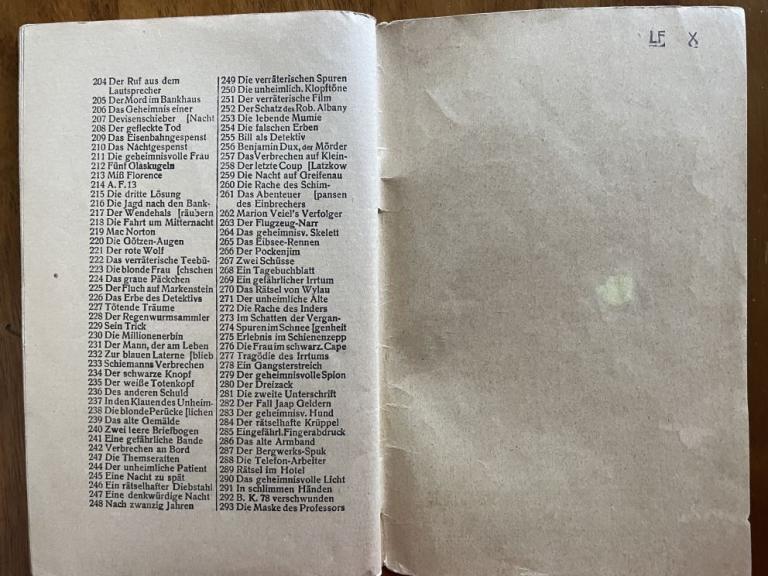 204 Der Ruf aus dem
Lautsprecher
205 Der Mord im Bankhaus
206 Das Geheimnis einer
207 Devisenschieber [Nacht
208 Der gefleckte Tod
209 Das Eisenbahngespenst
210 Das Nachtgespenst
211 Die geheimnisvolle Frau
212 Fünf Glaskugeln
213 Miß Florence
214 A. F. 13
215 Die dritte Lösung
216 Die Jagd nach den Bank-
217 Der Wendehals [räubern
218 Die Fahrt um Mitternacht
219 Mac Norton
220 Die Götzen-Augen
221 Der rote Wolf
222 Das verräterische Teebü-
223 Die blonde Frau [chschen
224 Das graue Päckchen
225 Der Fluch auf Markenstein
226 Das Erbe des Detektivs
227 Tötende Träume
228 Der Regenwurmsammler
229 Sein Trick
230 Die Millionenerbin
231 Der Mann, der am Leben
232 Zur blauen Laterne [blieb
233 Schiemanns Verbrechen
234 Der schwarze Knopf
235 Der weiße Totenkopf
236 Des anderen Schuld
237 In den Klauen des Unheim-
238 Die blonde Perücke [lichen
239 Das alte Gemälde
240 Zwei leere Briefbogen
241 Eine gefährliche Bande
242 Verbrechen an Bord
243 Die Themseratten
244 Der unheimliche Patient
245 Eine Nacht zu spät
246 Ein rätselhafter Diebstahl
247 Eine denkwürdige Nacht
248 Nach zwanzig Jahren
249 Die verräterischen Spuren
250 Die unheimlich. Klopftöne
251 Der verräterische Film
252 Der Schatz des Rob. Albany
253 Die lebende Mumie
254 Die falschen Erben
255 Bill als Detektiv
256 Benjamin Dux, der Mörder
257 Das Verbrechen auf Klein-
258 Der letzte Coup [Latzkow
259 Die Nacht auf Greifenau
260 Die Rache des Schim-
261 Das Abenteuer [pansen
des Einbrechers
262 Marion Veiel's Verfolger
263 Der Flugzeug-Narr
264 Das geheimnisv. Skelett
265 Das Eibsee-Rennen
266 Der Pockenjim
267 Zwei Schüsse
268 Ein Tagebuchblatt
269 Ein gefährlicher Irrtum
270 Das Rätsel von Wylau
271 Der unheimliche Alte
272 Die Rache des Inders
273 Im Schatten der Vergan-
274 Spuren im Schnee [genheit
275 Erlebnis im Schienenzepp
276 Die Frau im schwarz. Cape
277 Tragödie des Irrtums
278 Ein Gangsterstreich
279 Der geheimnisvolle Spion
280 Der Dreizack
281 Die zweite Unterschrift
282 Der Fall Jaap Geldern
283 Der geheimnisv. Hund
284 Der rätselhafte Krüppel
285 Ein gefährl. Fingerabdruck
286 Das alte Armband
287 Der Bergwerks-Spuk
288 Die Telefon-Arbeiter
289 Rätsel im Hotel
290 Das geheimnisvolle Licht
291 In schlimmen Händen
292 B. K. 78 verschwunden
293 Die Maske des Professors
LF X